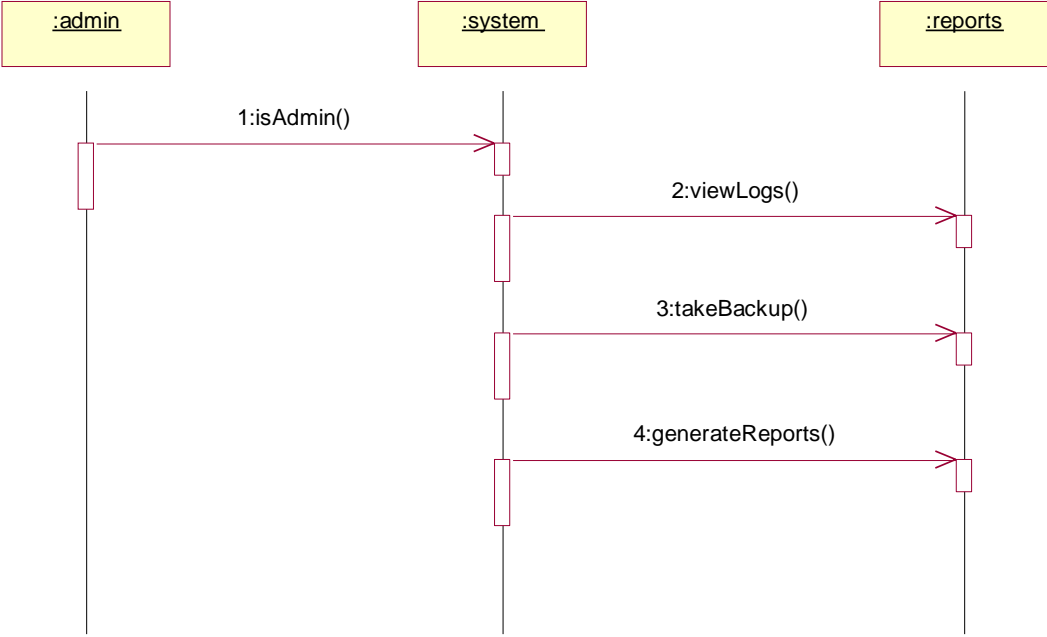 :admin
:system
:reports
1:isAdmin()
2:viewLogs()
3:takeBackup()
4:generateReports()